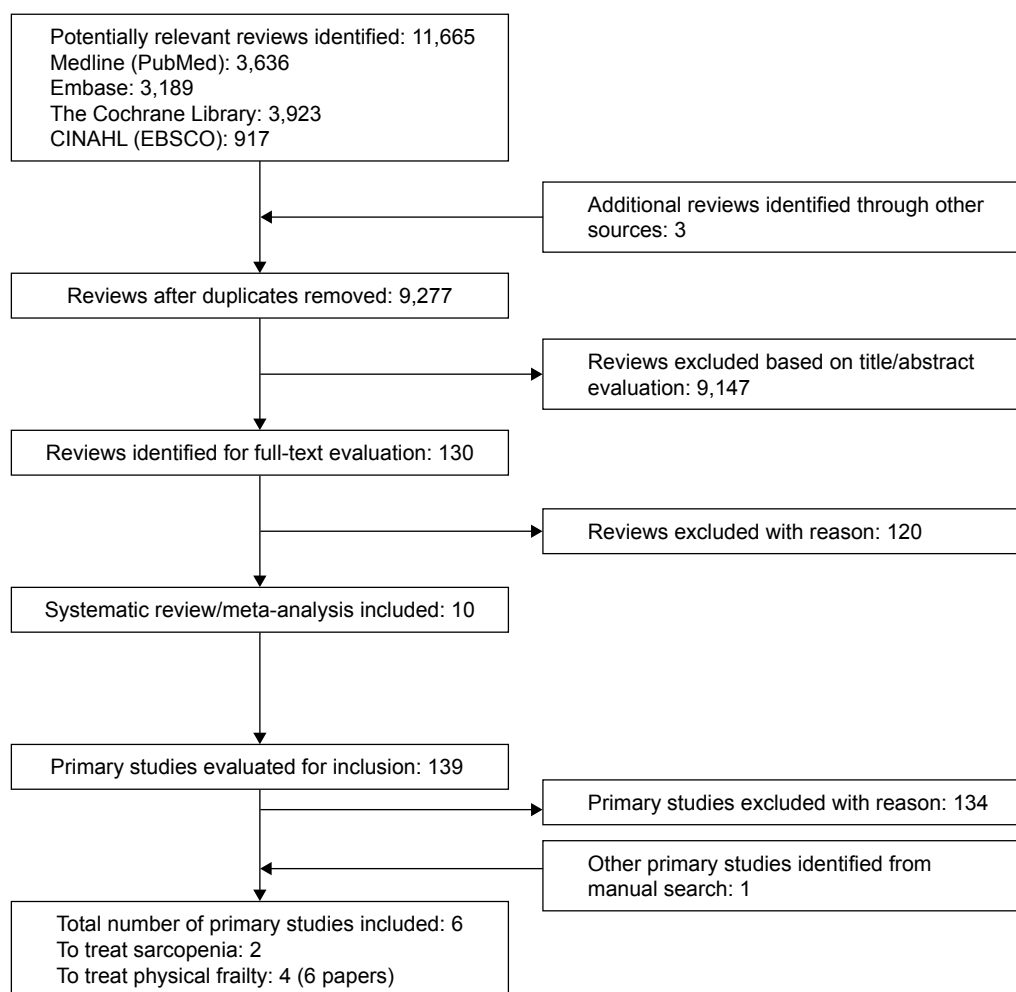 Potentially relevant reviews identified: 11,665
Medline (PubMed): 3,636
Embase: 3,189
The Cochrane Library: 3,923
CINAHL (EBSCO): 917
Additional reviews identified through other
sources: 3
Reviews after duplicates removed: 9,277
Reviews excluded based on title/abstract
evaluation: 9,147
Reviews identified for full-text evaluation: 130
Reviews excluded with reason: 120
Systematic review/meta-analysis included: 10
Primary studies evaluated for inclusion: 139
Primary studies excluded with reason: 134
Other primary studies identified from
manual search: 1
Total number of primary studies included: 6
To treat sarcopenia: 2
To treat physical frailty: 4 (6 papers)